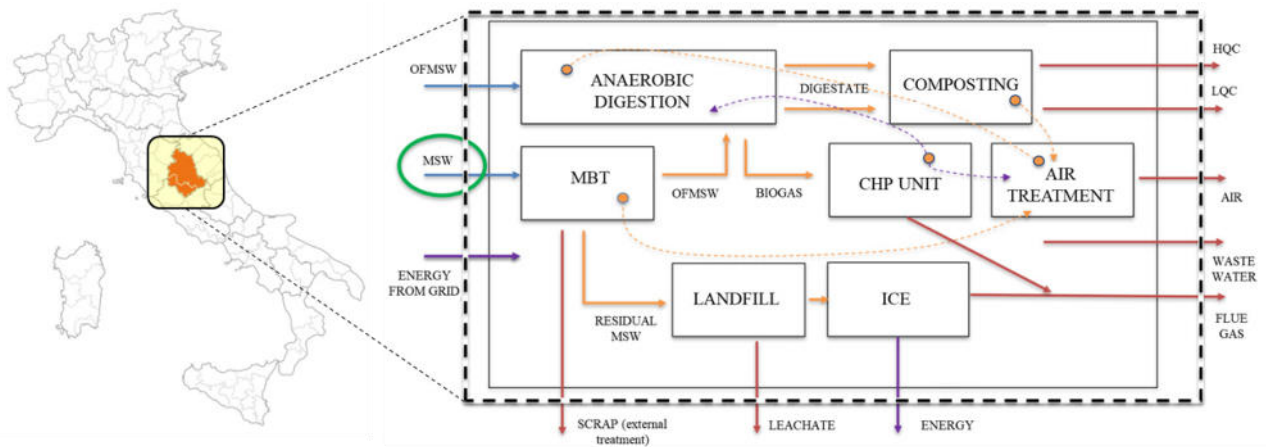 OFMSW
ANAEROBIC
DIGESTION
DIGESTATE
COMPOSTING
HQC
LQC
MSW
MBT
OFMSW
BIOGAS
CHP UNIT
AIR
TREATMENT
AIR
ENERGY
FROM GRID
WASTE
WATER
LANDFILL
ICE
RESIDUAL
MSW
FLUE
GAS
SCRAP (external
treatment)
LEACHATE
ENERGY